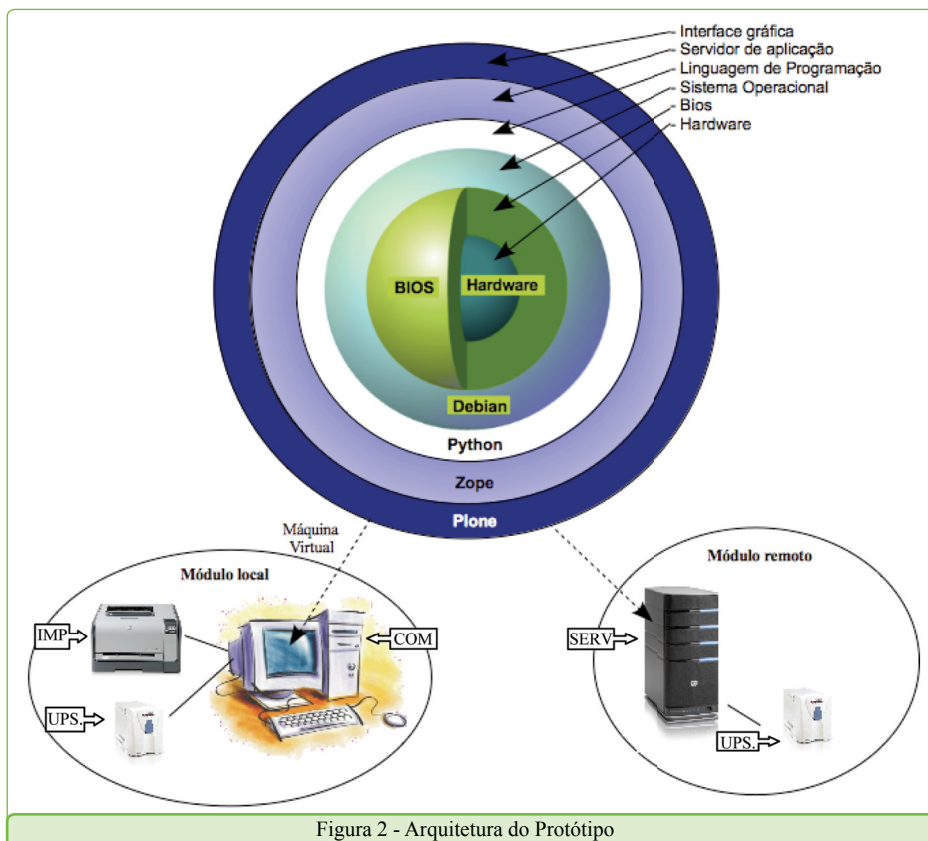 Interface gráfica
Servidor de aplicação
Linguagem de Programação
Sistema Operacional
Bios
Hardware
BIOS
Hardware
Debian
Python
Zope
Plone
Máquina
Virtual
Módulo local
Módulo remoto
IMP
COM
SERV
UPS.
UPS.
Figura 2 - Arquitetura do Protótipo